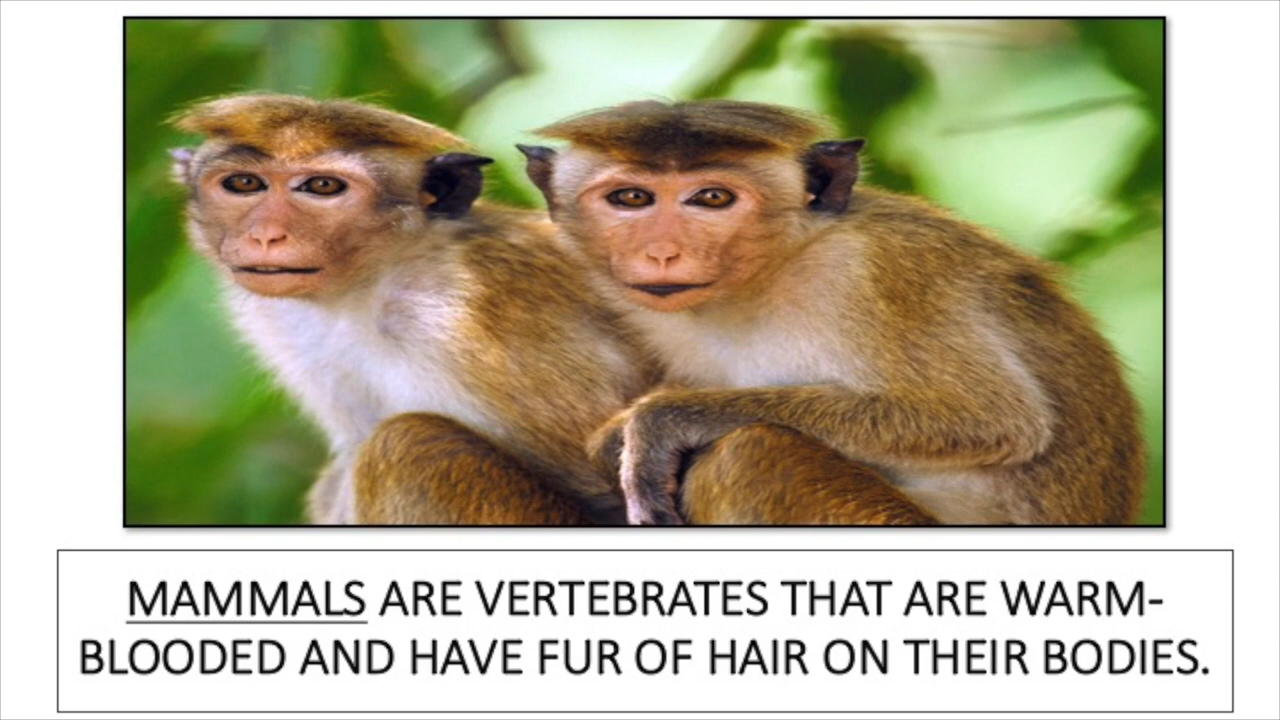 MAMMALS ARE VERTEBRATES THAT ARE WARM-
BLOODED AND HAVE FUR OF HAIR ON THEIR BODIES.